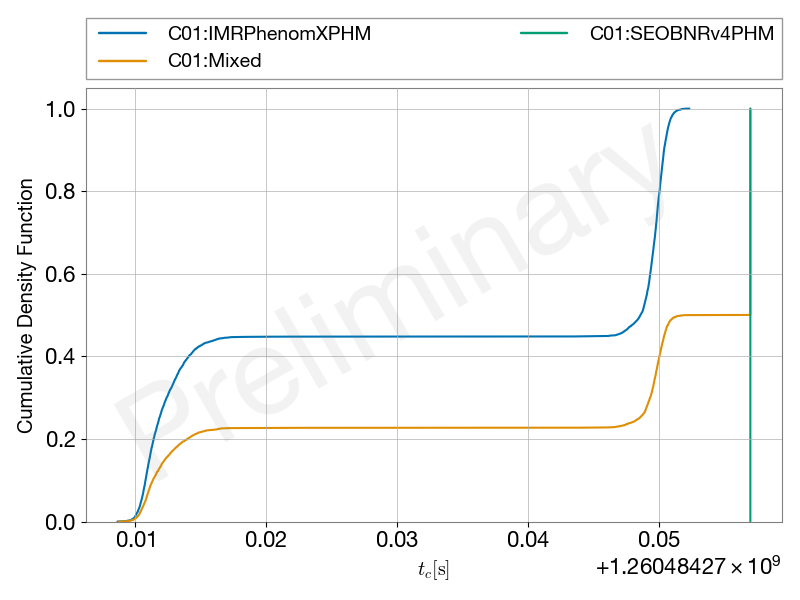 C01:IMRPhenomXPHM
C01:Mixed
C01:SEOBNRv4PHM
1.0
0.8
0.6
0.4
0.2
0.0
Cumulative Density Function
Preliminary
0.01 0.02 0.03 0.04 0.05
t_c[s]
+1.26048427 × 10⁹